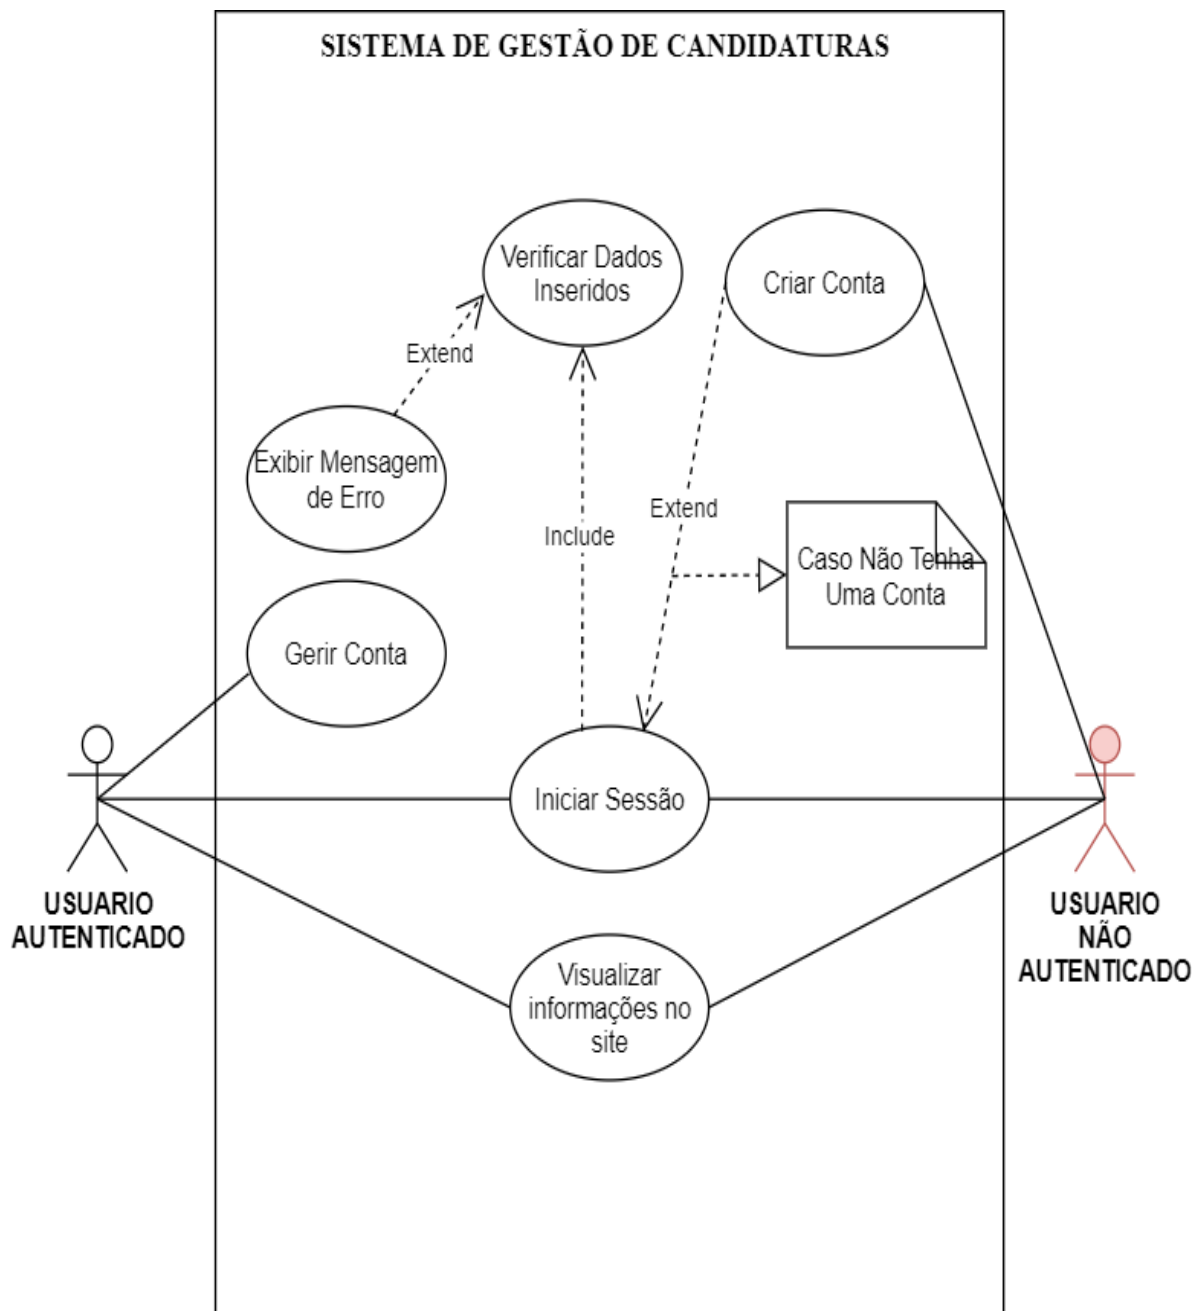 SISTEMA DE GESTÃO DE CANDIDATURAS
Verificar Dados
Inseridos
Criar Conta
Extend
Exibir Mensagem
de Erro
Extend
Include
Caso Não Tenha
Uma Conta
Gerir Conta
Iniciar Sessão
USUARIO
AUTENTICADO
USUARIO
NÃO
AUTENTICADO
Visualizar
informações no
site